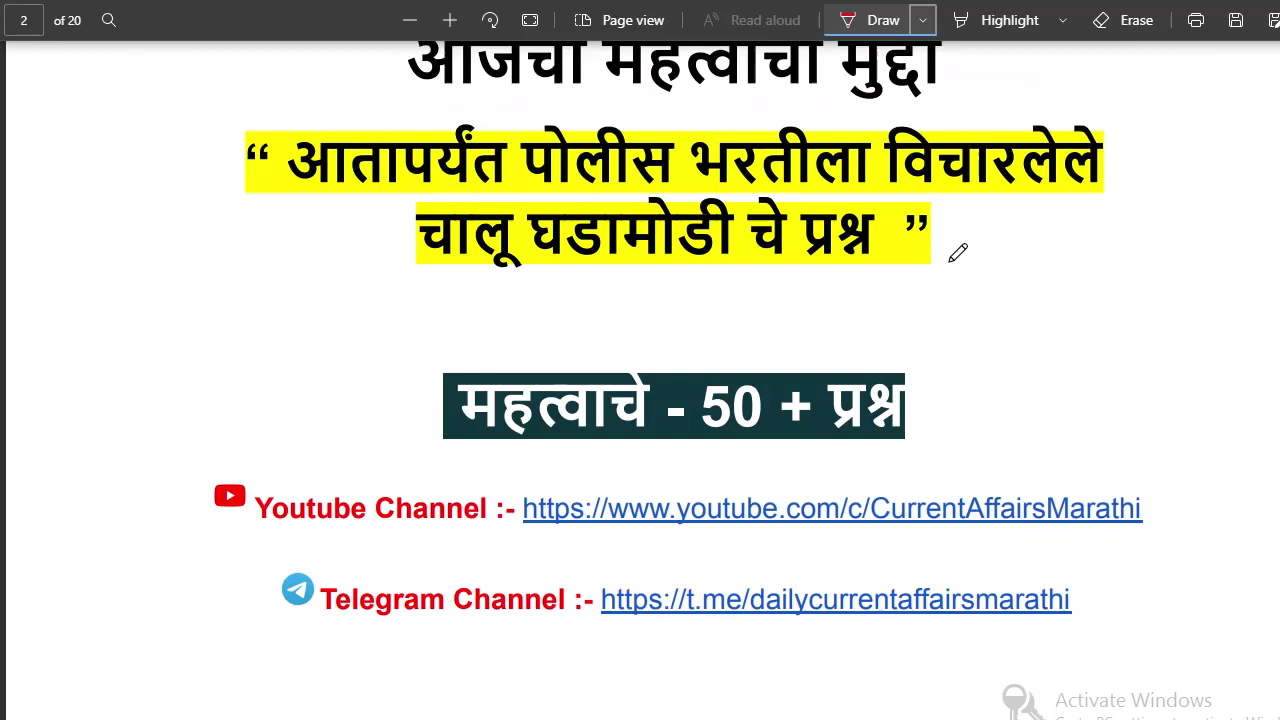 2 of 20 Page view Read aloud Draw Highlight Erase
आजचा महत्वाचा मुद्दा
“ आतापर्यंत पोलीस भरतीला विचारलेले
चालू घडामोडी चे प्रश्न ”
महत्वाचे - 50 + प्रश्न
Youtube Channel :- https://www.youtube.com/c/CurrentAffairsMarathi
Telegram Channel :- https://t.me/dailycurrentaffairsmarathi
Activate Windows